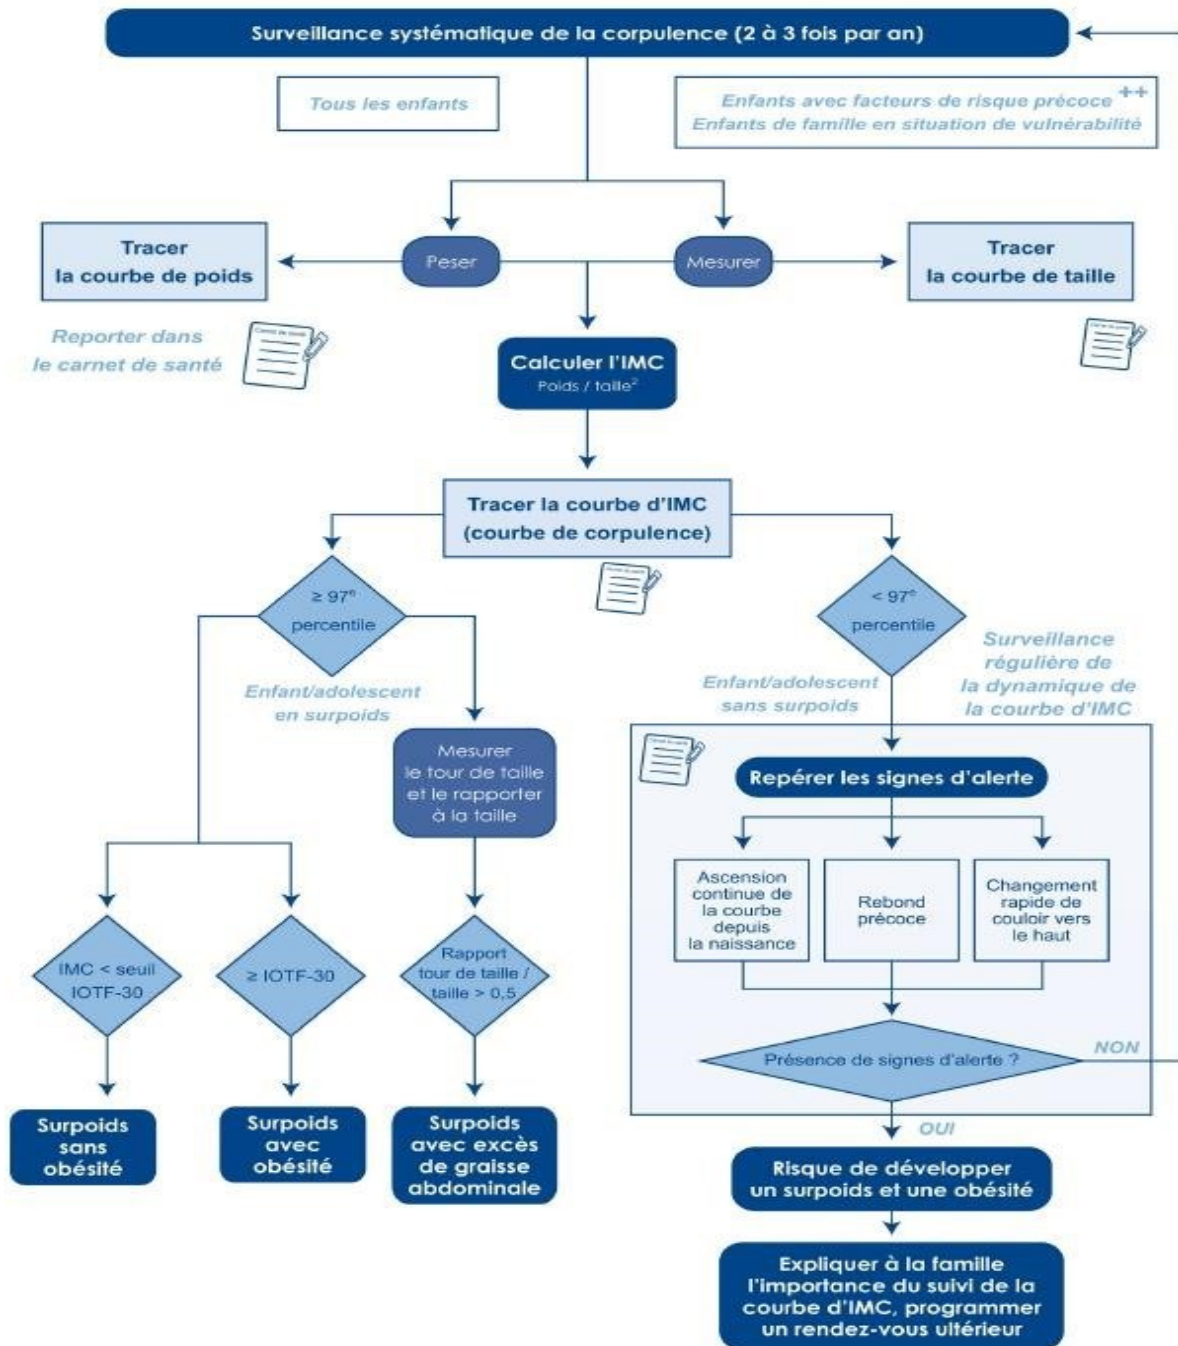 Surveillance systématique de la corpulence (2 à 3 fois par an)
Tous les enfants
Enfants avec facteurs de risque précoce ++
Enfants de famille en situation de vulnérabilité
Tracer
la courbe de poids
Peser
Mesurer
Tracer
la courbe de taille
Reporter dans
le carnet de santé
Calculer l'IMC
Poids / taille²
Tracer la courbe d'IMC
(courbe de corpulence)
≥ 97e
percentile
< 97e
percentile
Enfant/adolescent
en surpoids
Enfant/adolescent
sans surpoids
Surveillance
régulière de
la dynamique de
la courbe d'IMC
Mesurer
le tour de taille
et le rapporter
à la taille
Repérer les signes d'alerte
Ascension
continue de
la courbe
depuis
la naissance
Rebond
précoce
Changement
rapide de
couloir vers
le haut
IMC < seuil
IOTF-30
≥ IOTF-30
Rapport
tour de taille /
taille > 0,5
Présence de signes d'alerte ?
NON
OUI
Surpoids
sans
obésité
Surpoids
avec
obésité
Surpoids
avec excès
de graisse
abdominale
Risque de développer
un surpoids et une obésité
Expliquer à la famille
l'importance du suivi de la
courbe d'IMC, programmer
un rendez-vous ultérieur